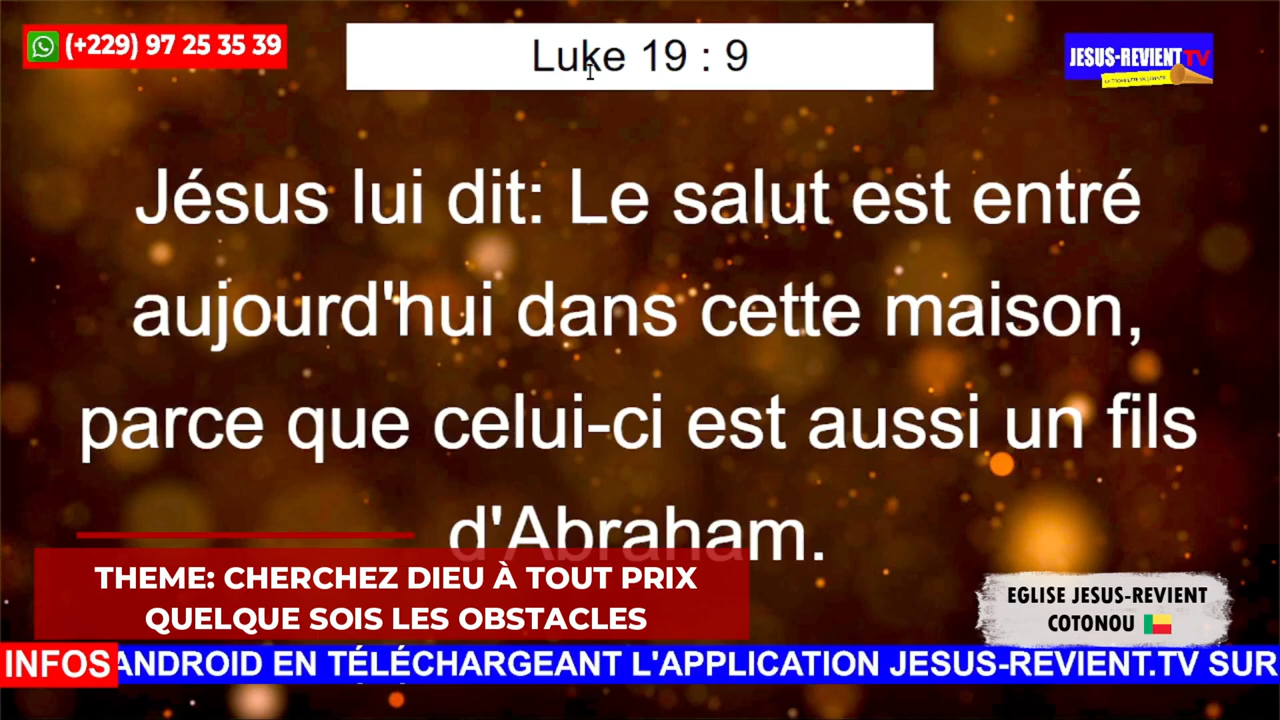 (+229) 97 25 35 39
Luke 19 : 9
JESUS-REVIENT TV
Jésus lui dit: Le salut est entré
aujourd'hui dans cette maison,
parce que celui-ci est aussi un fils
d'Abraham.
THEME: CHERCHEZ DIEU À TOUT PRIX
QUELQUE SOIS LES OBSTACLES
EGLISE JESUS-REVIENT
COTONOU
INFOS
ANDROID EN TÉLÉCHARGEANT L'APPLICATION JESUS-REVIENT.TV SUR